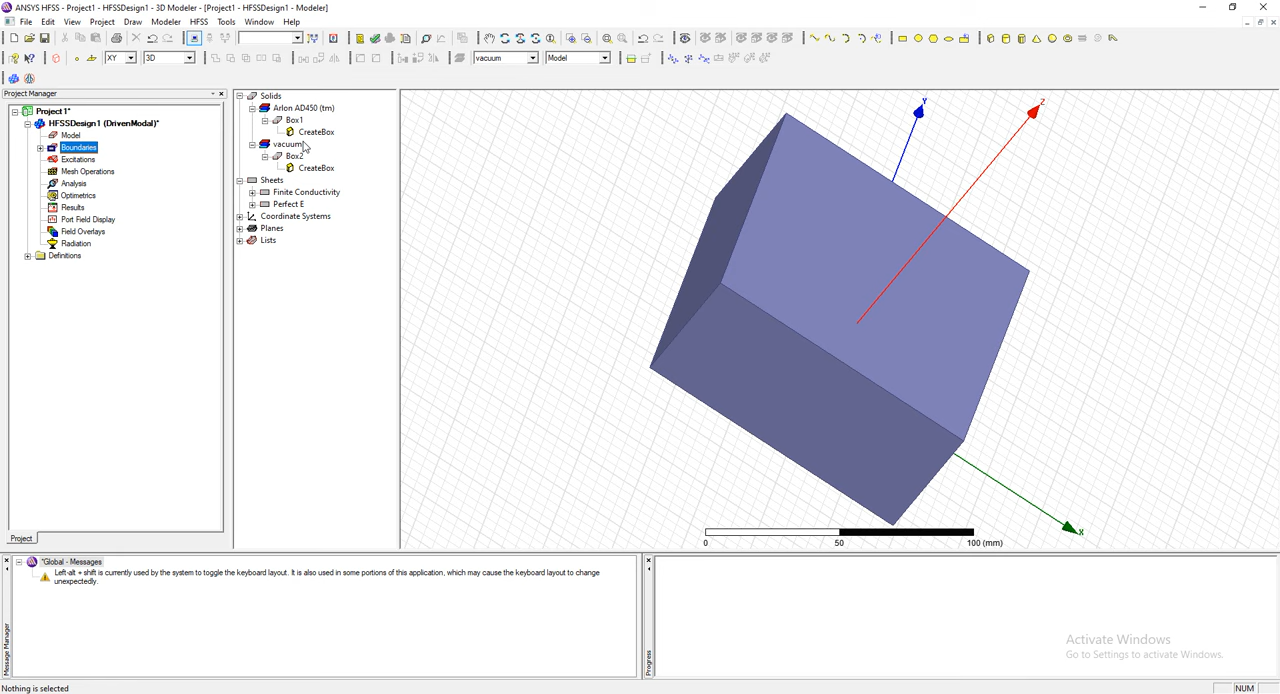 ANSYS HFSS - Project1 - HFSSDesign1 - 3D Modeler - [Project1 - HFSSDesign1 - Modeler]
File Edit View Project Draw Modeler HFSS Tools Window Help
XY 3D vacuum Model
Project Manager
Project1*
HFSSDesign1 (DrivenModal)*
Model
Boundaries
Excitations
Mesh Operations
Analysis
Optimetrics
Results
Port Field Display
Field Overlays
Radiation
Definitions
Project
Solids
Arlon AD450 (tm)
Box1
CreateBox
vacuum
Box2
CreateBox
Sheets
Finite Conductivity
Perfect E
Coordinate Systems
Planes
Lists
Y
Z
X
0 50 100 (mm)
*Global - Messages
Left-alt + shift is currently used by the system to toggle the keyboard layout. It is also used in some portions of this application, which may cause the keyboard layout to change
unexpectedly.
Message Manager
Progress
Activate Windows
Go to Settings to activate Windows.
Nothing is selected
NUM